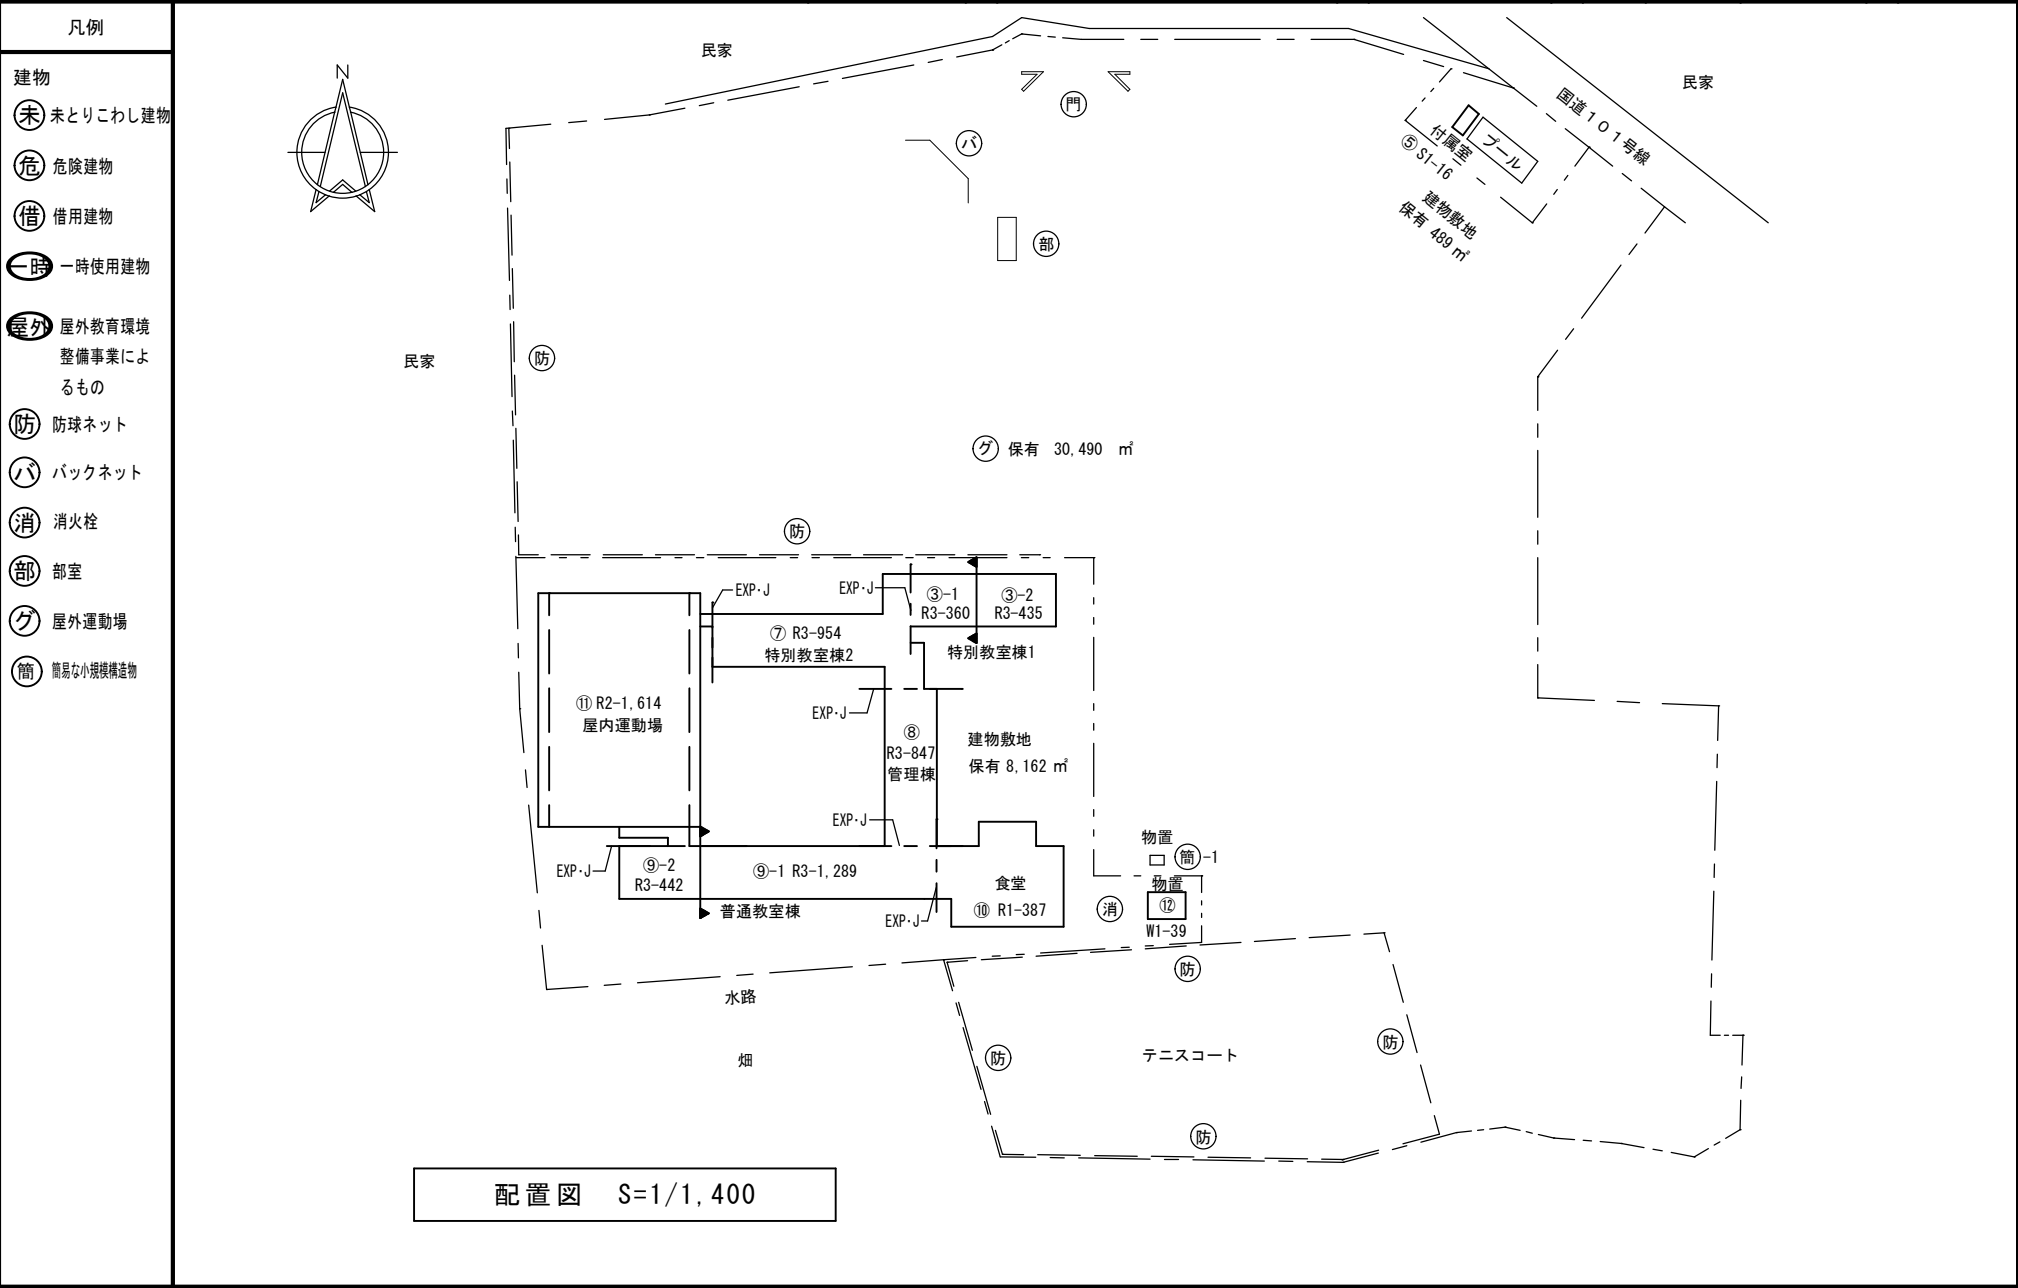 凡例
建物
未 未とりこわし建物
危 危険建物
借 借用建物
一時 一時使用建物
屋外 屋外教育環境
整備事業によ
るもの
防 防球ネット
バ バックネット
消 消火栓
部 部室
グ 屋外運動場
簡 簡易な小規模構造物
N
民家
民家
門
バ
部
国道101号線
プール
付属室
⑤ S1-16
建物敷地
保有 489㎡
民家
防
グ 保有 30,490 ㎡
防
EXP・J
EXP・J
③-1
R3-360
③-2
R3-435
⑦ R3-954
特別教室棟2
特別教室棟1
⑪ R2-1,614
屋内運動場
EXP・J
⑧
R3-847
管理棟
建物敷地
保有 8,162 ㎡
EXP・J
物置
簡-1
EXP・J
⑨-2
R3-442
⑨-1 R3-1,289
食堂
⑩ R1-387
物置
⑫
W1-39
消
普通教室棟
EXP・J
防
水路
畑
防
テニスコート
防
防
配置図 S=1/1,400